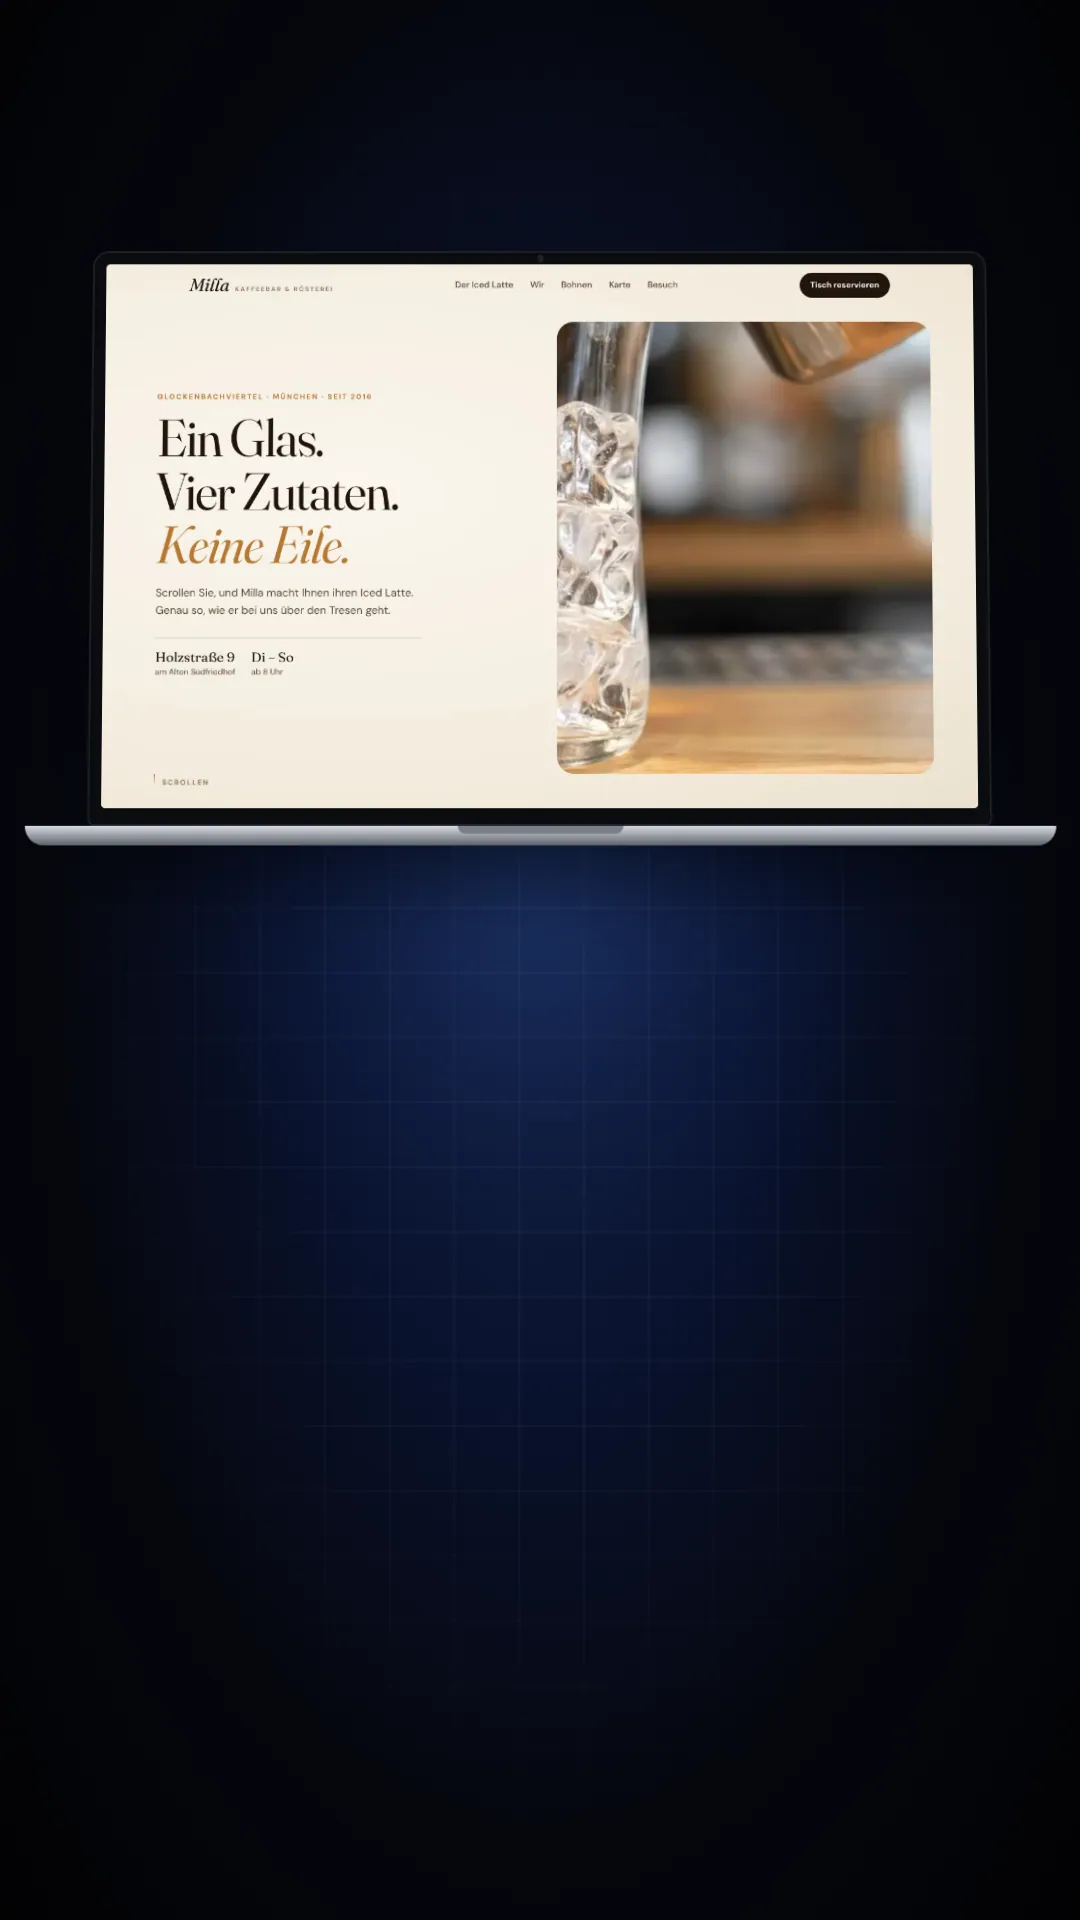 Milla KAFFEEBAR & RÖSTEREI
Der Iced Latte Wir Bohnen Karte Besuch
Tisch reservieren
GLOCKENBACHVIERTEL · MÜNCHEN · SEIT 2016
Ein Glas.
Vier Zutaten.
Keine Eile.
Scrollen Sie, und Milla macht Ihnen ihren Iced Latte.
Genau so, wie er bei uns über den Tresen geht.
Holzstraße 9 Di – So
am Alten Südfriedhof ab 8 Uhr
SCROLLEN